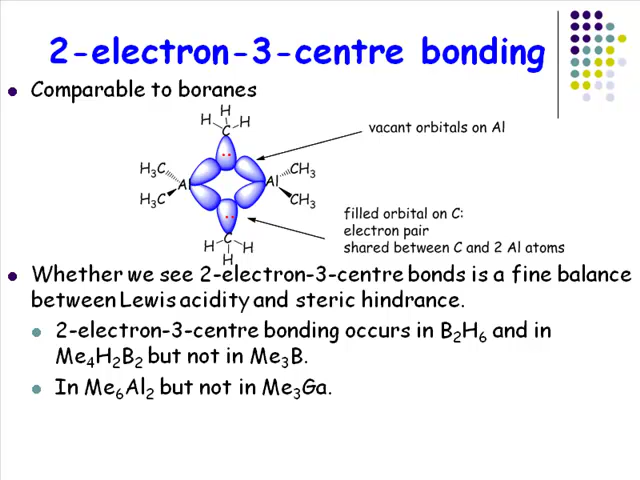 2-electron-3-centre bonding
Comparable to boranes
H
H H
C
vacant orbitals on Al
H₃C CH₃
Al Al
H₃C CH₃
filled orbital on C:
electron pair
shared between C and 2 Al atoms
C
H H
H
Whether we see 2-electron-3-centre bonds is a fine balance
between Lewis acidity and steric hindrance.
2-electron-3-centre bonding occurs in B₂H₆ and in
Me₄H₂B₂ but not in Me₃B.
In Me₆Al₂ but not in Me₃Ga.